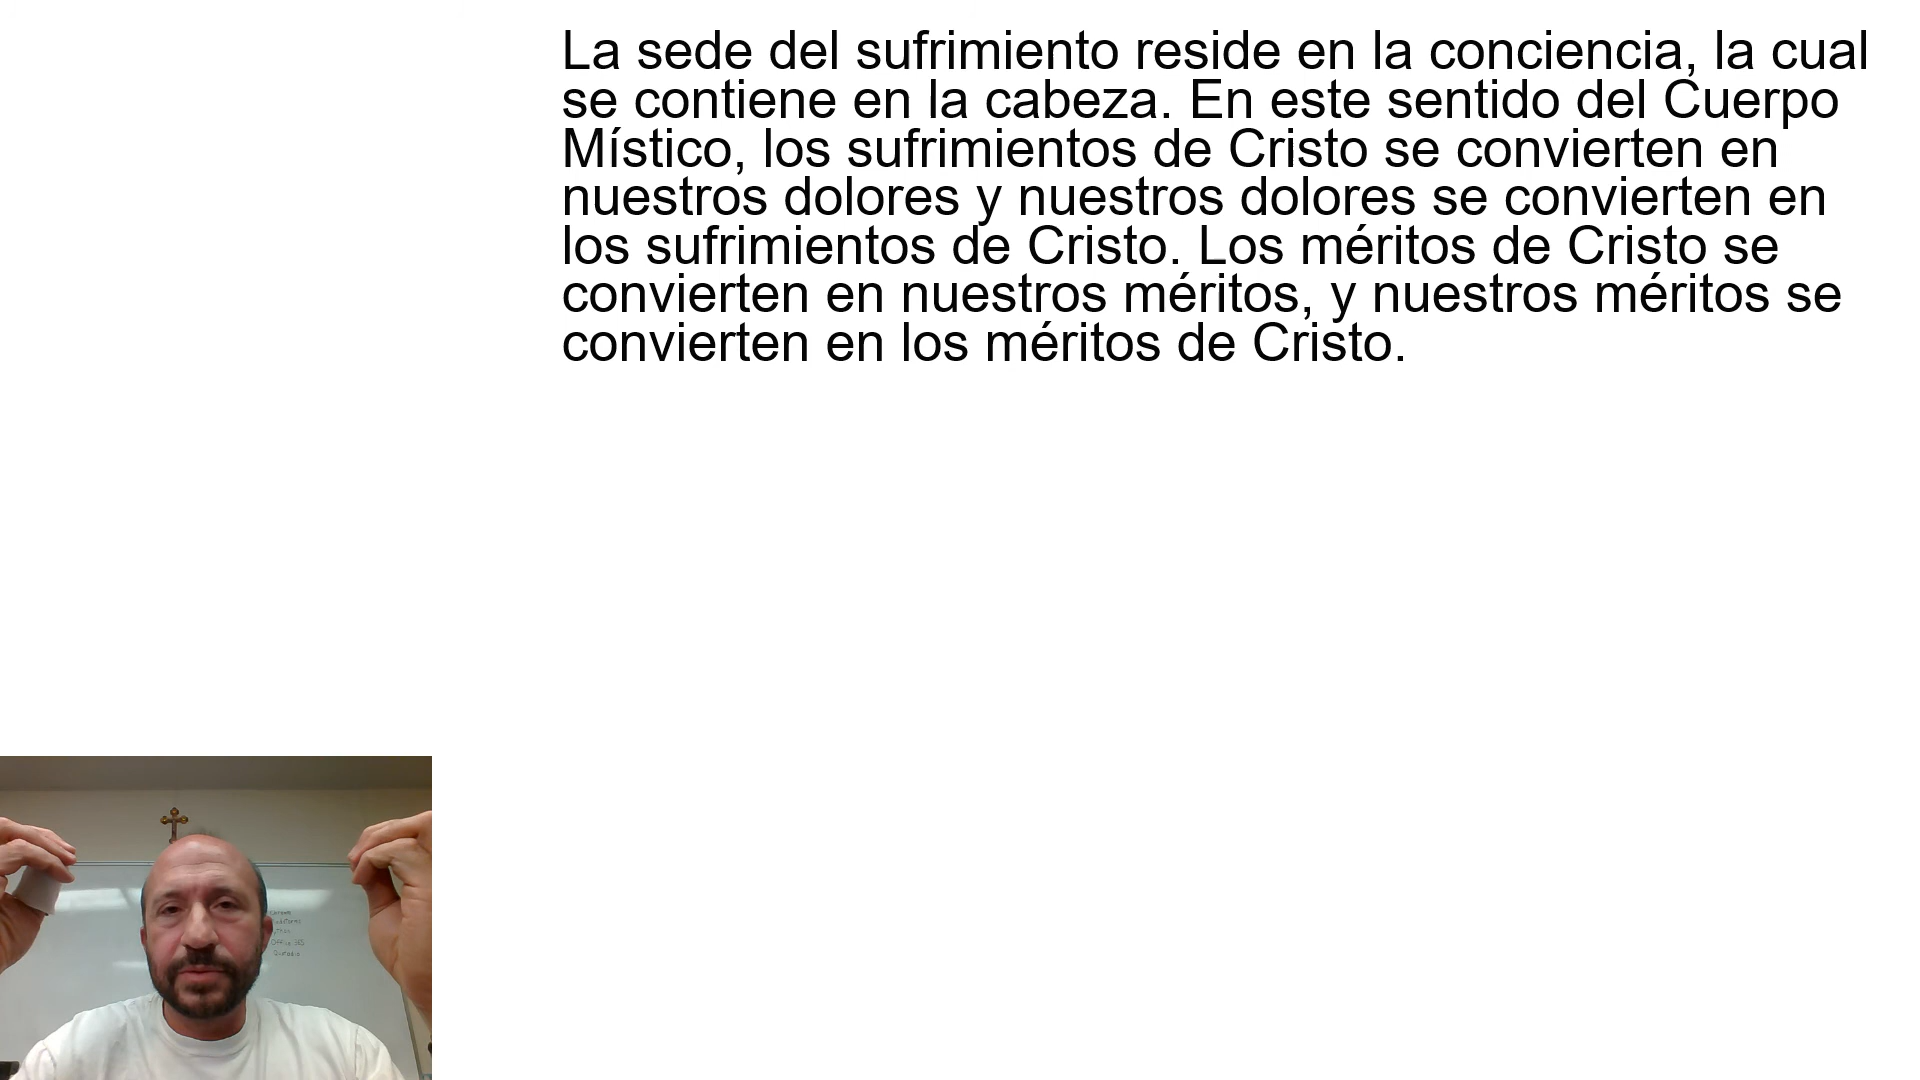 La sede del sufrimiento reside en la conciencia, la cual
se contiene en la cabeza. En este sentido del Cuerpo
Místico, los sufrimientos de Cristo se convierten en
nuestros dolores y nuestros dolores se convierten en
los sufrimientos de Cristo. Los méritos de Cristo se
convierten en nuestros méritos, y nuestros méritos se
convierten en los méritos de Cristo.
Office 365